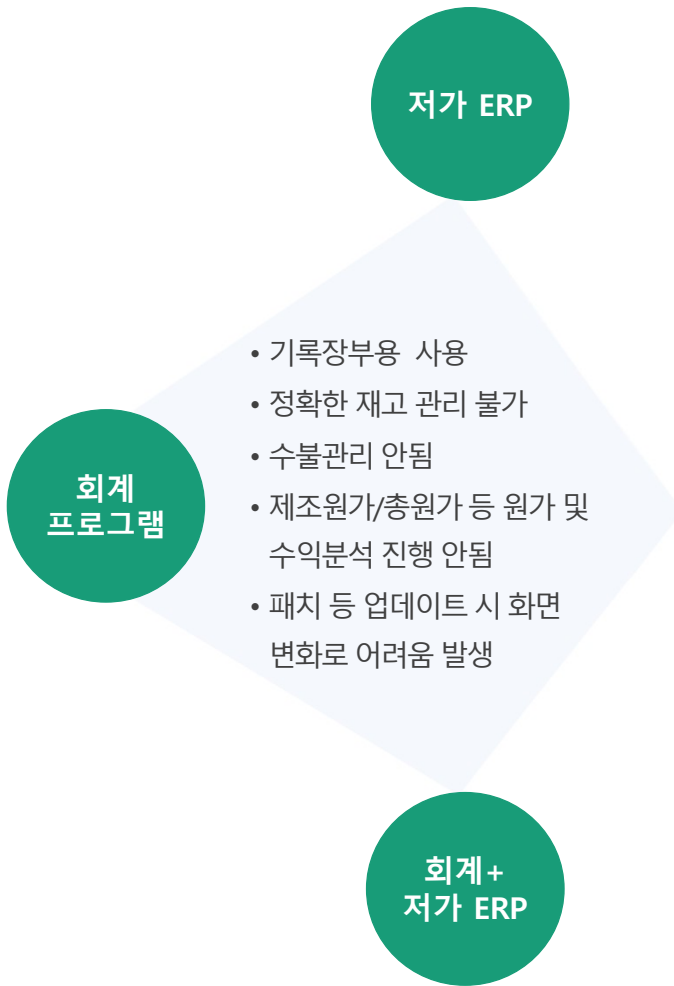 저가 ERP
• 기록장부용 사용
• 정확한 재고 관리 불가
• 수불관리 안됨
• 제조원가/총원가 등 원가 및
수익분석 진행 안됨
• 패치 등 업데이트 시 화면
변화로 어려움 발생
회계
프로그램
회계+
저가 ERP